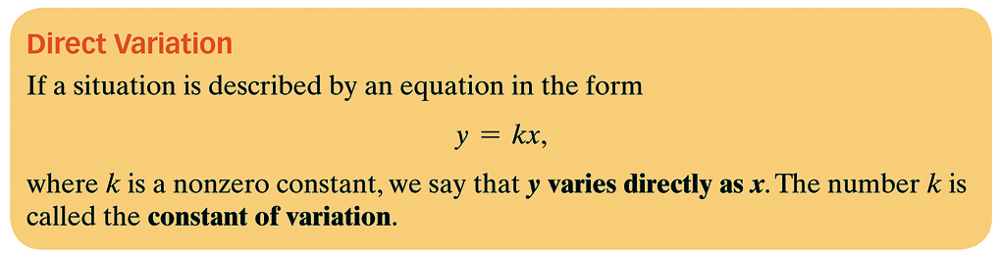 Direct Variation
If a situation is described by an equation in the form
y = kx,
where k is a nonzero constant, we say that y varies directly as x. The number k is
called the constant of variation.